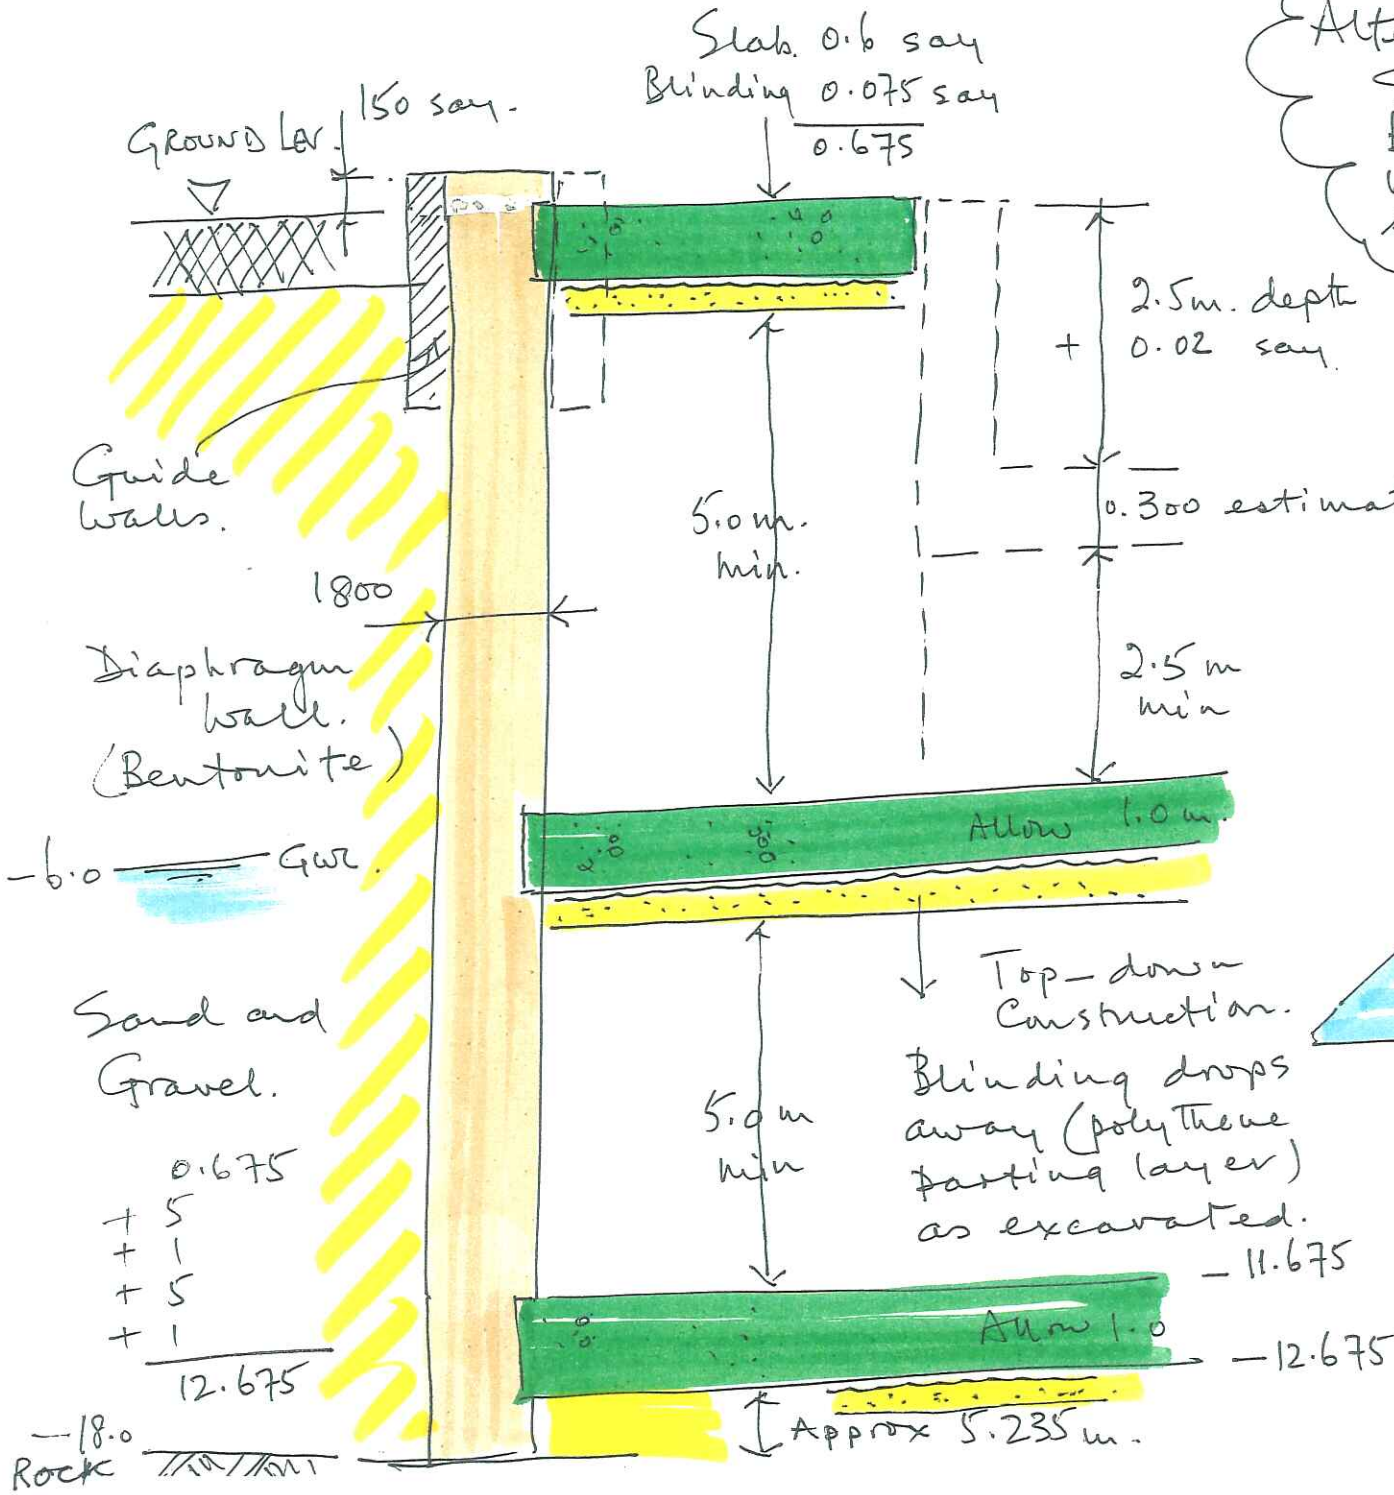 Slab. 0.6 say
Blinding 0.075 say
0.675
150 say.
GROUND LEV.
2.5m. depth
+ 0.02 say
Guide
walls.
5.0m.
min.
0.300 estima
1800
Diaphragm
wall.
(Bentonite)
2.5m
min
Allow 1.0m.
-6.0
GWL
Top-down
Construction.
Sand and
Gravel.
Blinding drops
away (polythene
parting layer)
as excavated.
5.0m
min
0.675
+ 5
+ 1
+ 5
+ 1
12.675
- 11.675
Allow 1.0
-12.675
Approx 5.235m.
-18.0
ROCK